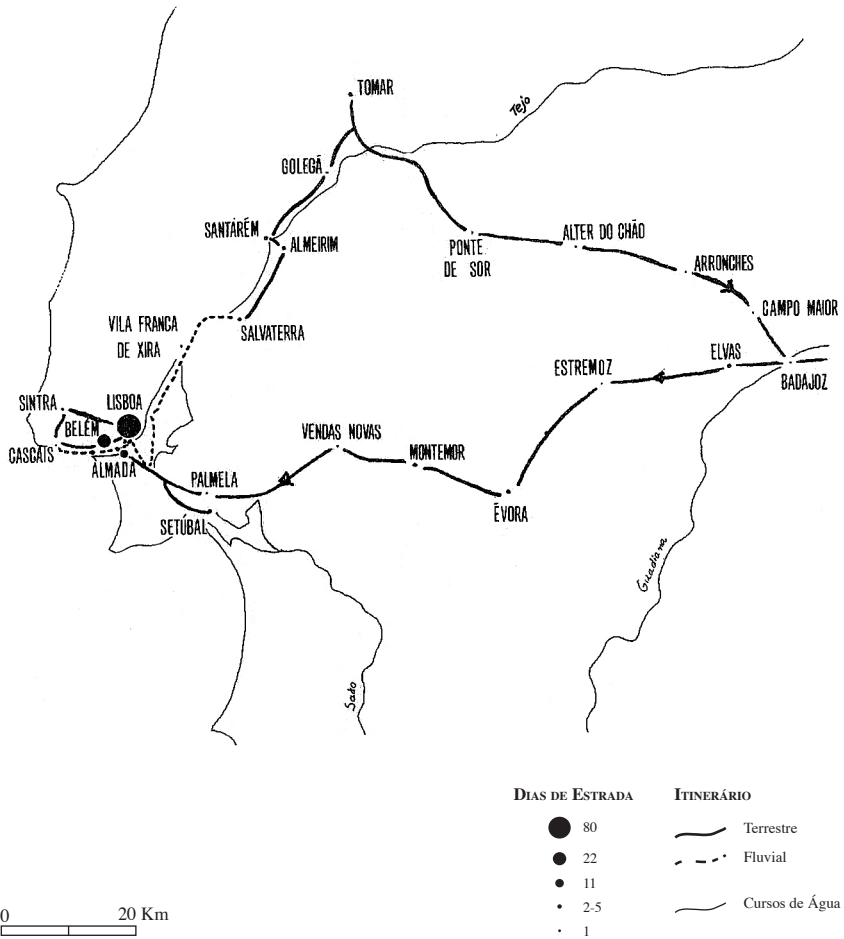 TOMAR
Tejo
GOLEGÃ
SANTÁRÉM
ALMEIRIM
PONTE
DE SOR
ALTER DO CHÃO
ARRONCHES
CAMPO MAIOR
VILA FRANCA
DE XIRA
SALVATERRA
ELVAS
ESTREMOZ
BADAJOZ
SINTRA
LISBOA
BELÉM
CASCAIS
ALMADA
VENDAS NOVAS
MONTEMOR
PALMELA
ÉVORA
SETÚBAL
Guadiana
Sado
DIAS DE ESTRADA
80
22
11
2-5
1
ITINERÁRIO
Terrestre
Fluvial
Cursos de Água
0 20 Km